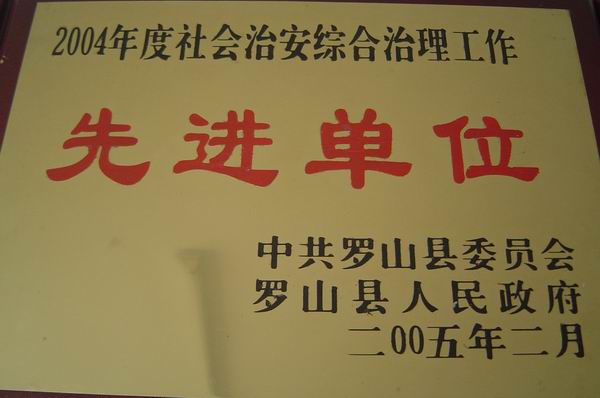 2004年度社会治安综合治理工作
先进单位
中共罗山县委员会
罗山县人民政府
二00五年二月